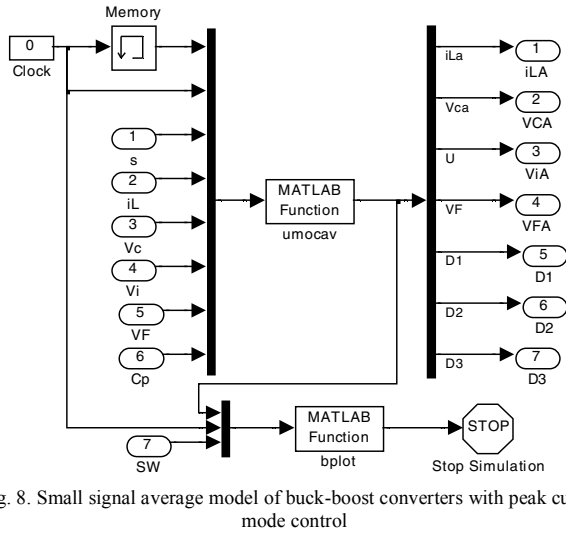 Memory
0
Clock
1
s
2
iL
3
Vc
4
Vi
5
VF
6
Cp
MATLAB
Function
umocav
iLa
1
iLA
Vca
2
VCA
U
3
ViA
VF
4
VFA
D1
5
D1
D2
6
D2
D3
7
D3
7
SW
MATLAB
Function
bplot
STOP
Stop Simulation
g. 8. Small signal average model of buck-boost converters with peak cu
mode control